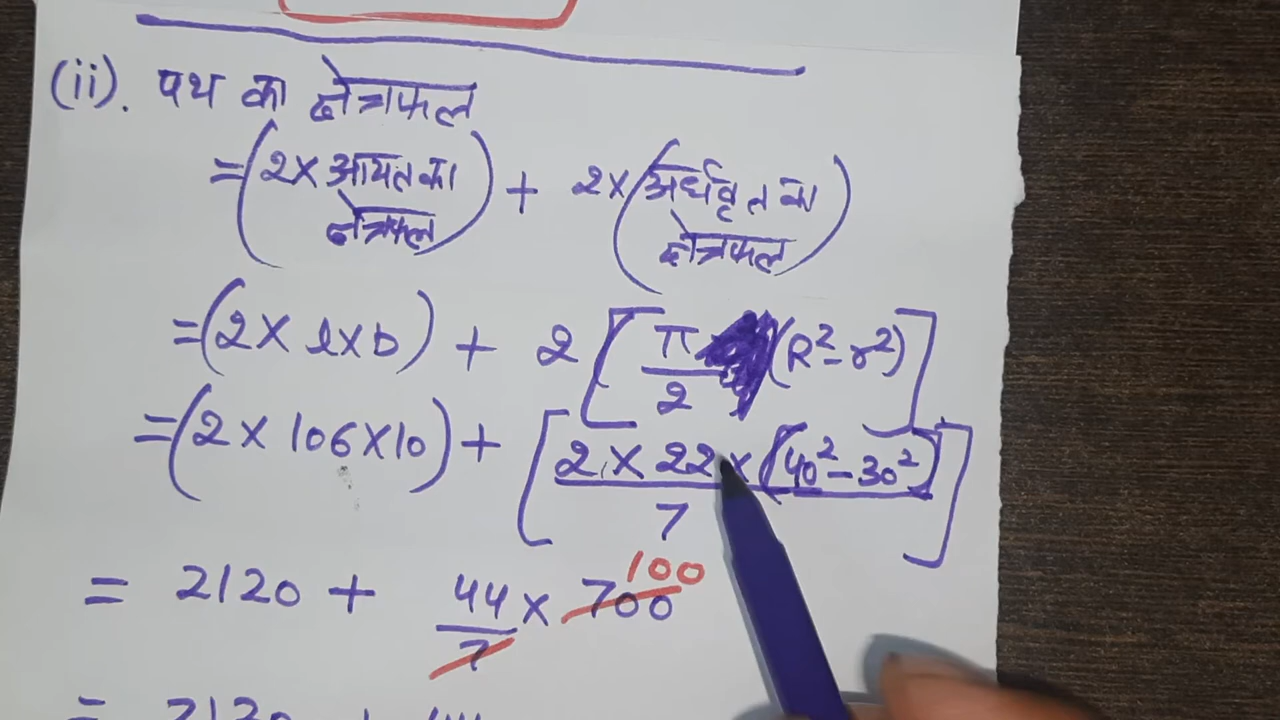 (ii). पथ का क्षेत्रफल
= (2 × आयत का क्षेत्रफल) + 2 × (अर्धवृत का क्षेत्रफल)
= (2 × l × b) + 2 [π/2 (R² - r²)]
= (2 × 106 × 10) + [2 × 22 × (40² - 30²) / 7]
100
= 2120 + 44/7 × 700
= 2120 +